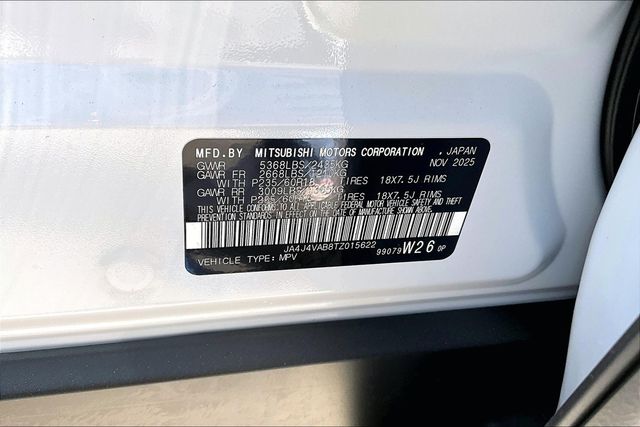 MFD.BY MITSUBISHI MOTORS CORPORATION ,JAPAN
GVWR 5368LBS/2435KG NOV 2025
GAWR FR 2668LBS/1210KG
WITH P235/60R18 TIRES 18X7.5J RIMS
GAWR RR 3009LBS/
WITH TIRES 18X7.5J RIMS
THIS VEHICLE CONFORMS TO ALL APPLICABLE FEDERAL MOTOR VEHICLE SAFETY AND THEFT
PREVENTION STANDARDS IN EFFECT ON THE DATE OF MANUFACTURE SHOWN ABOVE.
JA4J4VAB8TZ015622
99079 W26 0P
VEHICLE TYPE: MPV